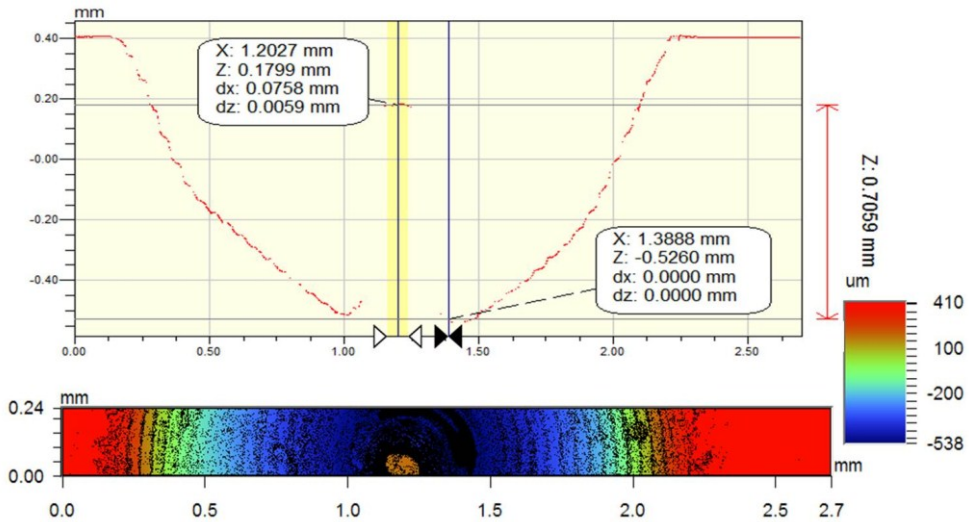 mm
0.40
0.20
-0.00
-0.20
-0.40
X: 1.2027 mm
Z: 0.1799 mm
dx: 0.0758 mm
dz: 0.0059 mm
X: 1.3888 mm
Z: -0.5260 mm
dx: 0.0000 mm
dz: 0.0000 mm
Z: 0.7059 mm
0.00 0.50 1.00 1.50 2.00 2.50
um
410
100
-200
-538
mm
0.24
0.00
mm
0.0 0.5 1.0 1.5 2.0 2.5 2.7